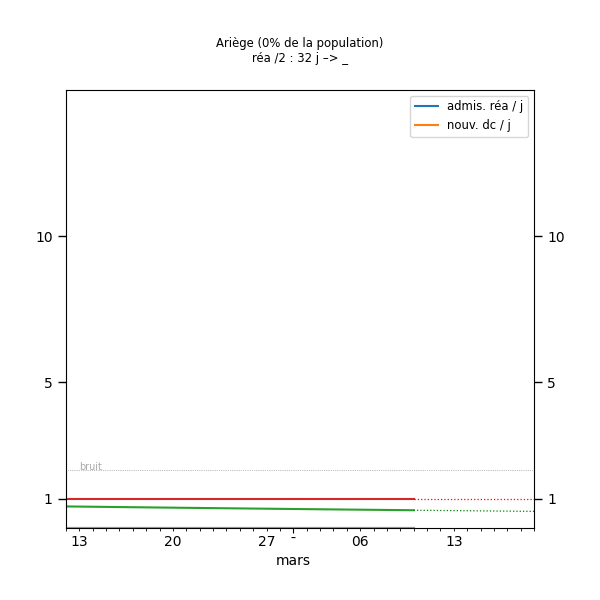 Ariège (0% de la population)
réa /2 : 32 j –> _
admis. réa / j
nouv. dc / j
10 10
5 5
bruit
1 1
13 20 27 - 06 13
mars